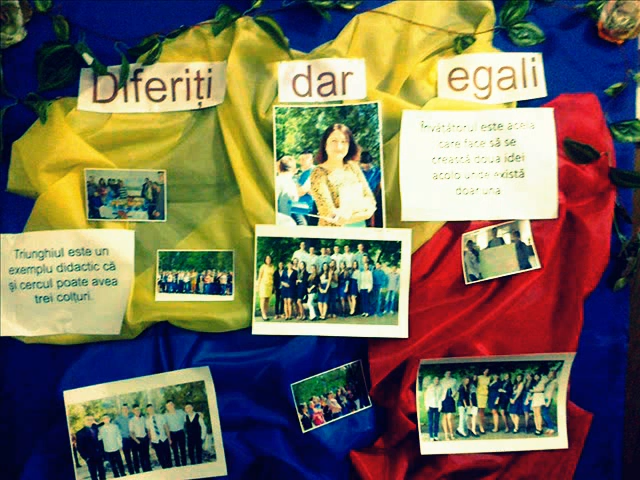 Diferiți dar egali
Învățătorul este acela
care face să se
crească două idei
acolo unde există
doar una
Triunghiul este un
exemplu didactic că
și cercul poate avea
trei colțuri.